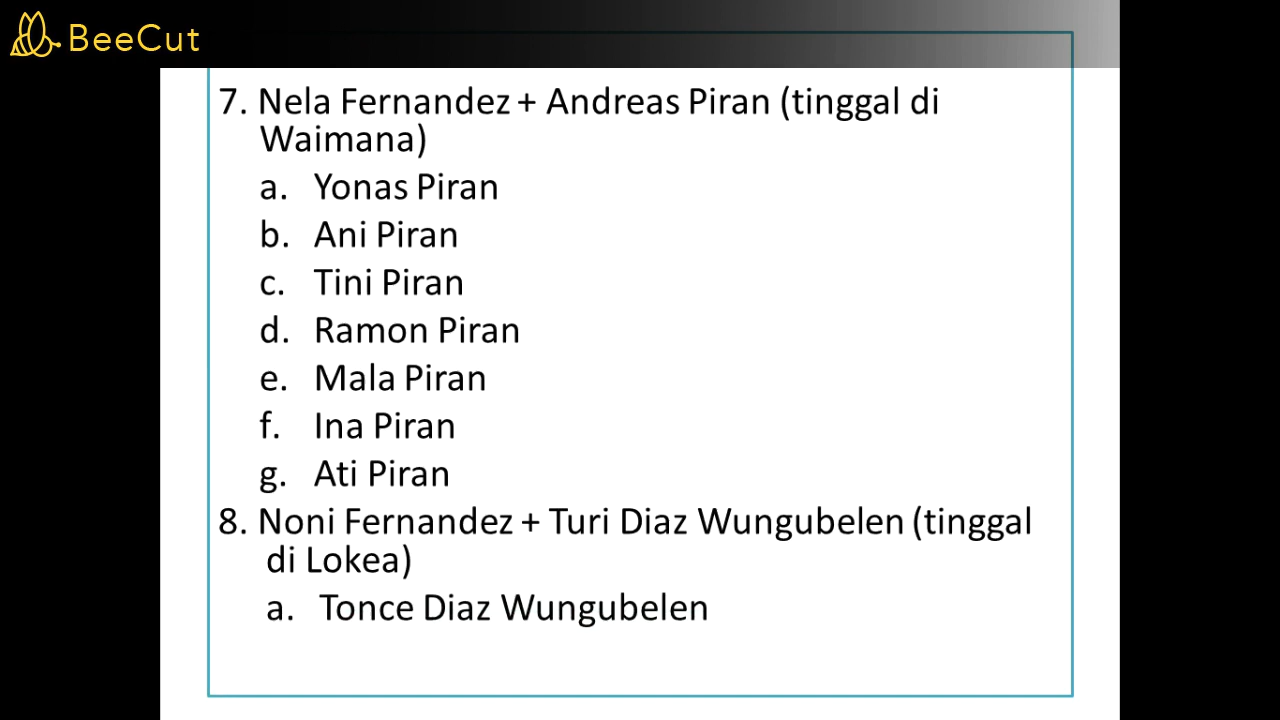 BeeCut
7. Nela Fernandez + Andreas Piran (tinggal di
Waimana)
a. Yonas Piran
b. Ani Piran
c. Tini Piran
d. Ramon Piran
e. Mala Piran
f. Ina Piran
g. Ati Piran
8. Noni Fernandez + Turi Diaz Wungubelen (tinggal
di Lokea)
a. Tonce Diaz Wungubelen